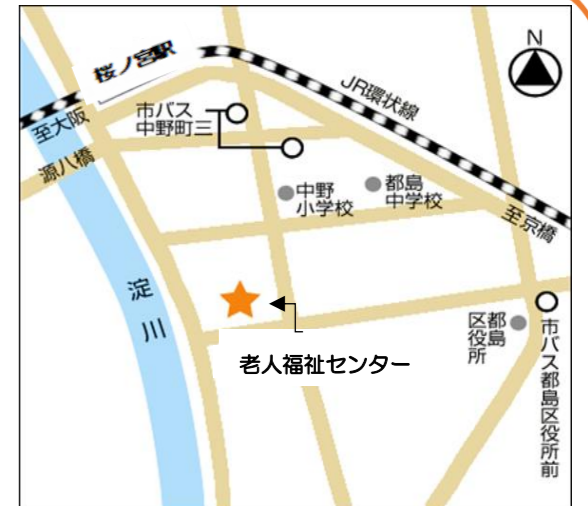 N
桜ノ宮駅
JR環状線
至大阪
市バス
中野町三
源八橋
中野
小学校
都島
中学校
至京橋
淀川
老人福祉センター
都島
区役所
市バス都島区役所前